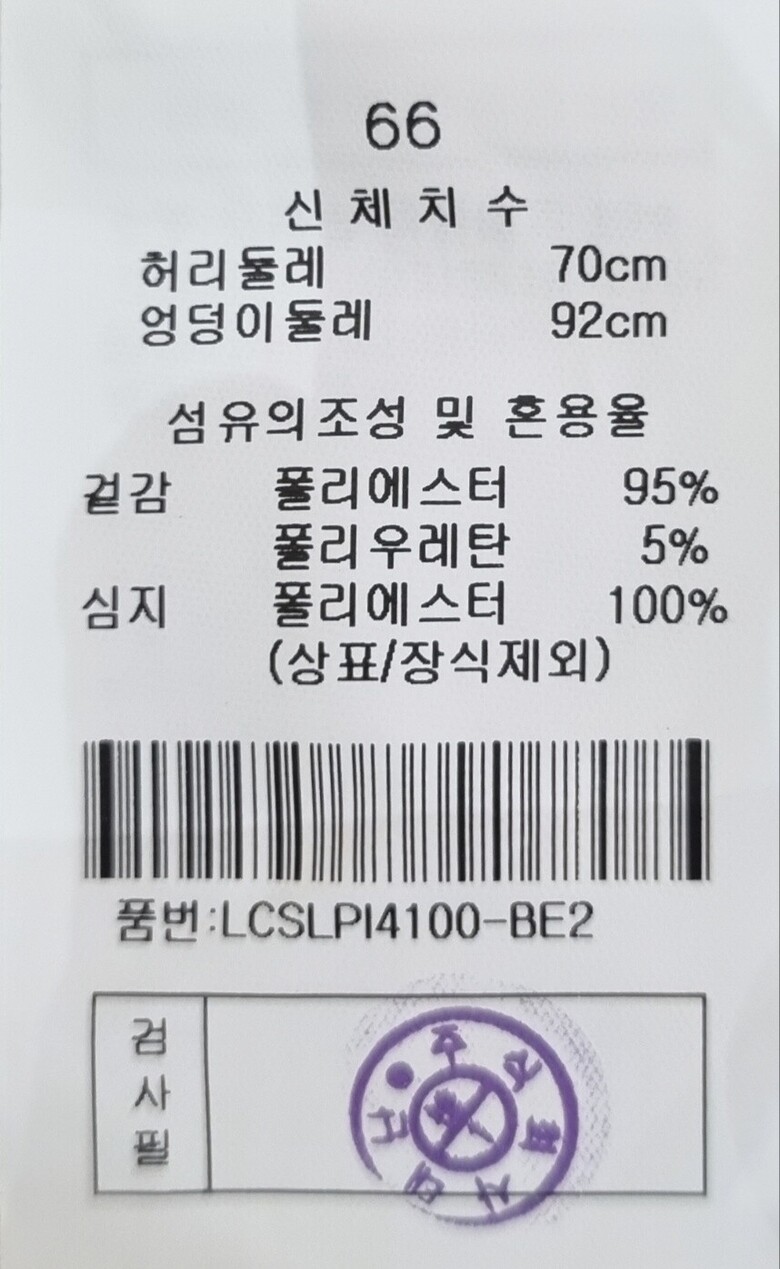 66
신체치수
허리둘레 70cm
엉덩이둘레 92cm
섬유의조성 및 혼용율
겉감 폴리에스터 95%
폴리우레탄 5%
심지 폴리에스터 100%
(상표/장식제외)
품번:LCSLPI4100-BE2
검사필